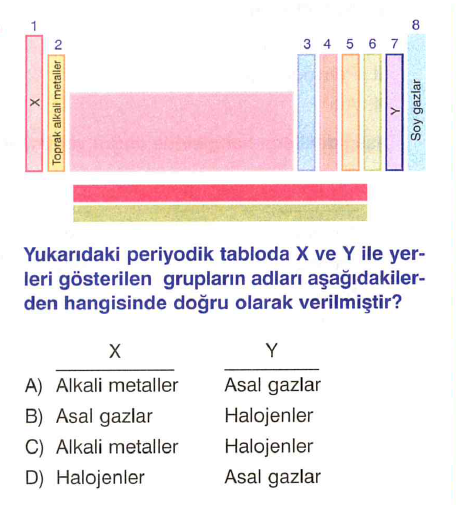 1
2
3 4 5 6 7
8
X
Toprak alkali metaller
Y
Soy gazlar
Yukarıdaki periyodik tabloda X ve Y ile yer-
leri gösterilen grupların adları aşağıdakiler-
den hangisinde doğru olarak verilmiştir?
X Y
A) Alkali metaller Asal gazlar
B) Asal gazlar Halojenler
C) Alkali metaller Halojenler
D) Halojenler Asal gazlar